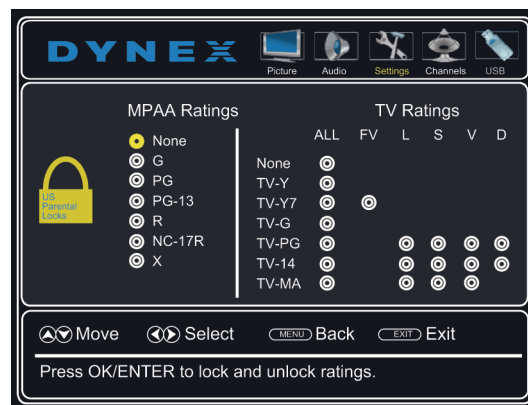 DYNEX
Picture Audio Settings Channels USB
MPAA Ratings
None
G
PG
PG-13
R
NC-17R
X
US
Parental
Locks
TV Ratings
ALL FV L S V D
None
TV-Y
TV-Y7
TV-G
TV-PG
TV-14
TV-MA
Move Select MENU Back EXIT Exit
Press OK/ENTER to lock and unlock ratings.